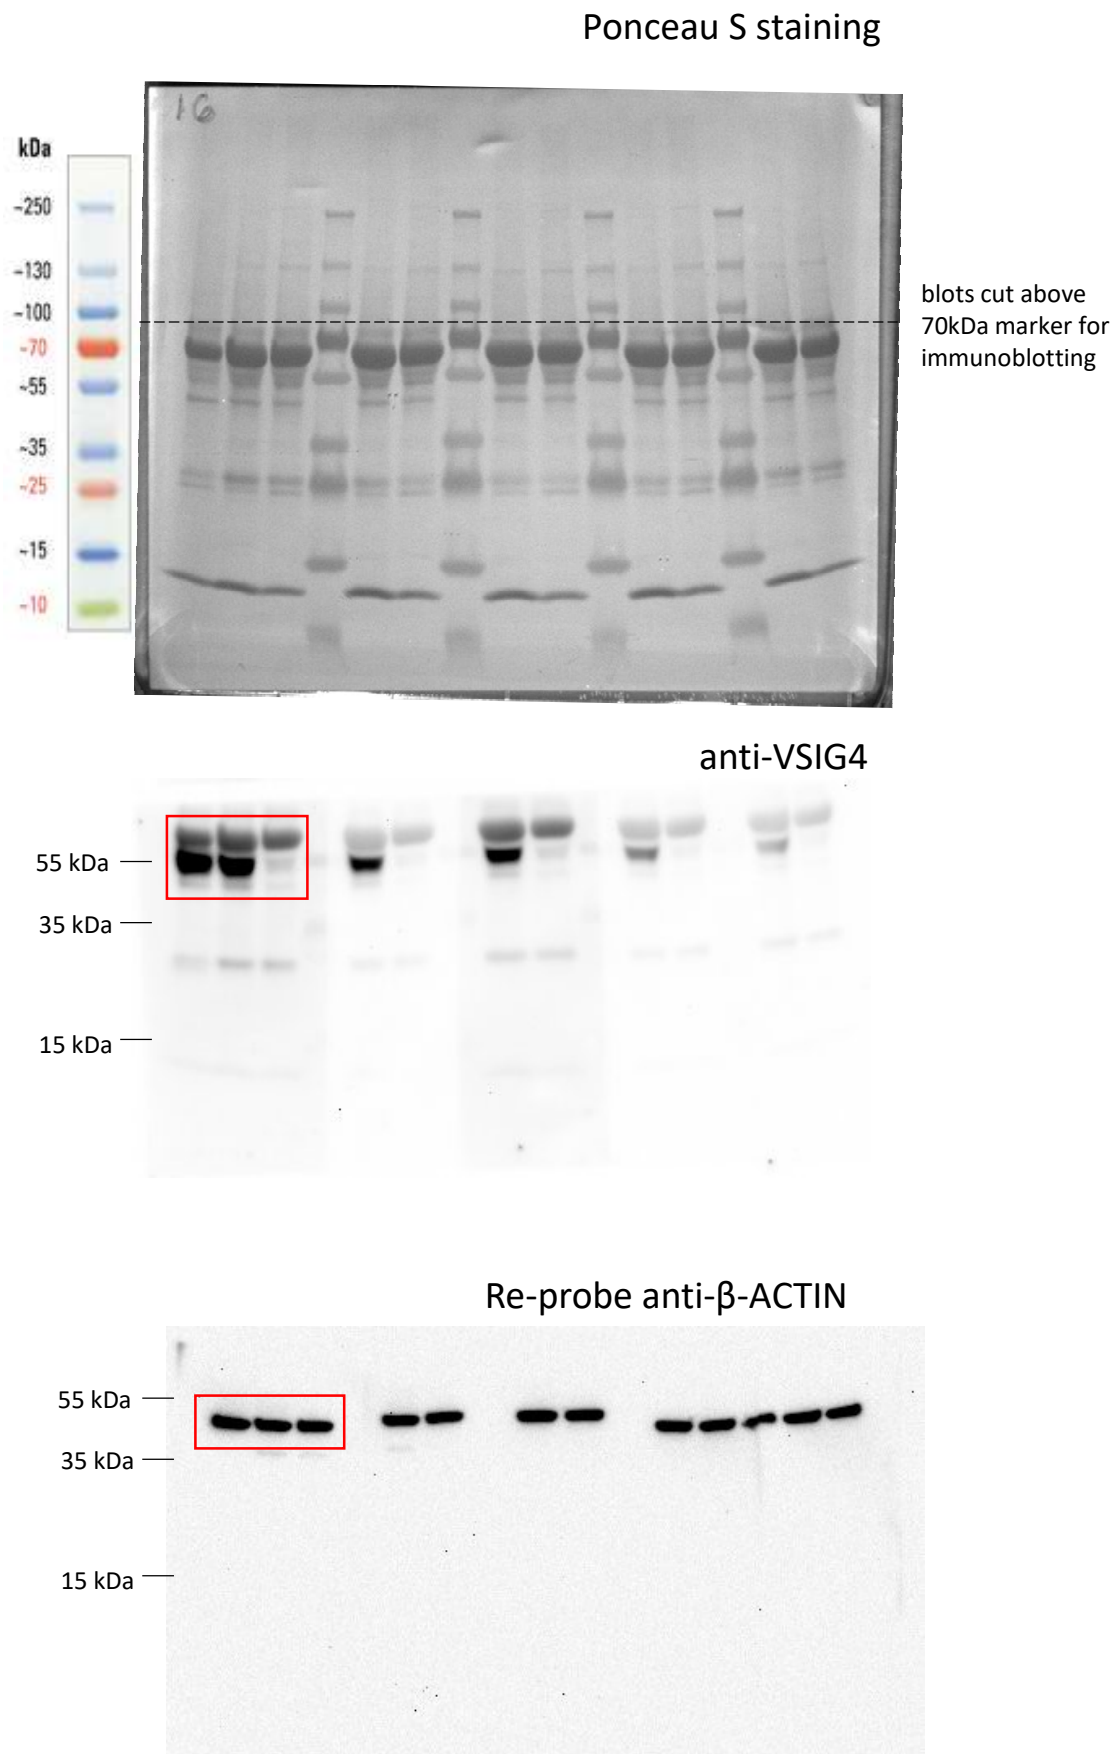 Ponceau S staining
16
kDa
~250
~130
~100
~70
~55
~35
~25
~15
~10
blots cut above
70kDa marker for
immunoblotting
anti-VSIG4
55 kDa
35 kDa
15 kDa
Re-probe anti-β-ACTIN
55 kDa
35 kDa
15 kDa